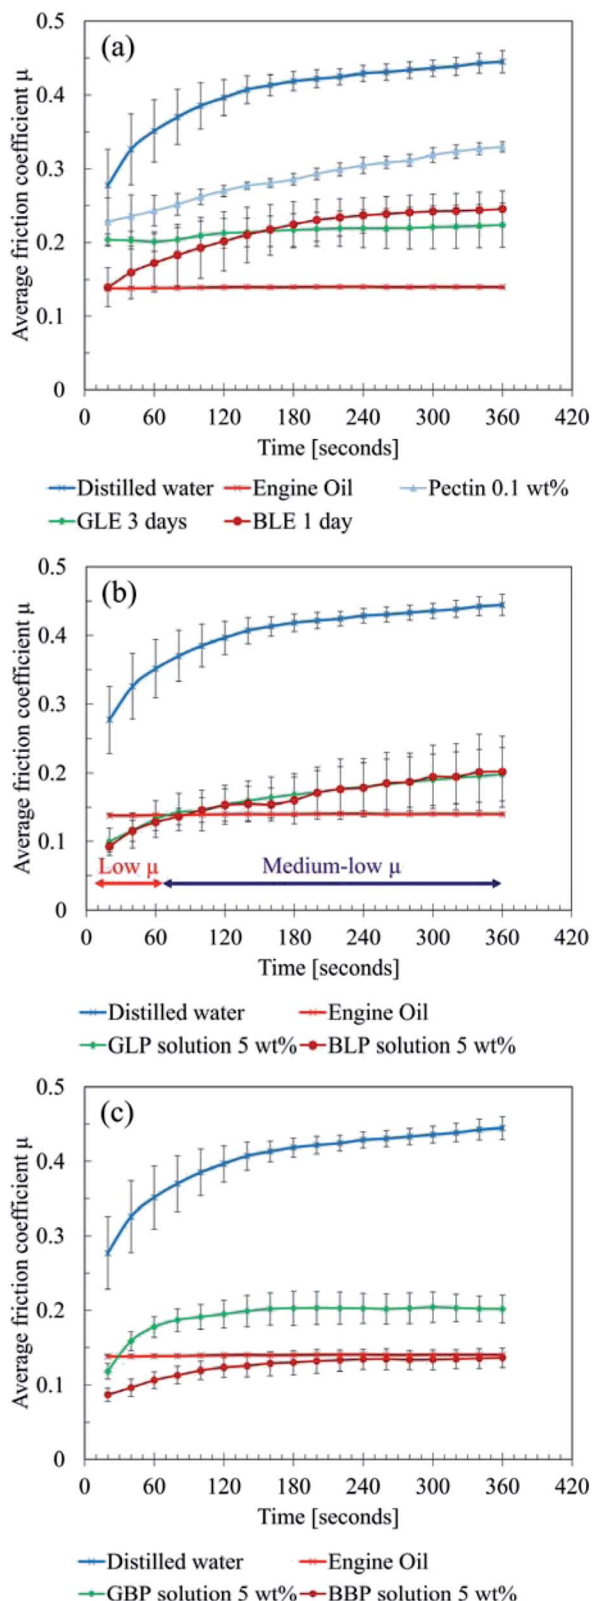 (a)
Average friction coefficient μ
0.5
0.4
0.3
0.2
0.1
0
0 60 120 180 240 300 360 420
Time [seconds]
Distilled water Engine Oil Pectin 0.1 wt%
GLE 3 days BLE 1 day
(b)
Average friction coefficient μ
0.5
0.4
0.3
0.2
0.1
0
Low μ Medium-low μ
0 60 120 180 240 300 360 420
Time [seconds]
Distilled water Engine Oil
GLP solution 5 wt% BLP solution 5 wt%
(c)
Average friction coefficient μ
0.5
0.4
0.3
0.2
0.1
0
0 60 120 180 240 300 360 420
Time [seconds]
Distilled water Engine Oil
GBP solution 5 wt% BBP solution 5 wt%